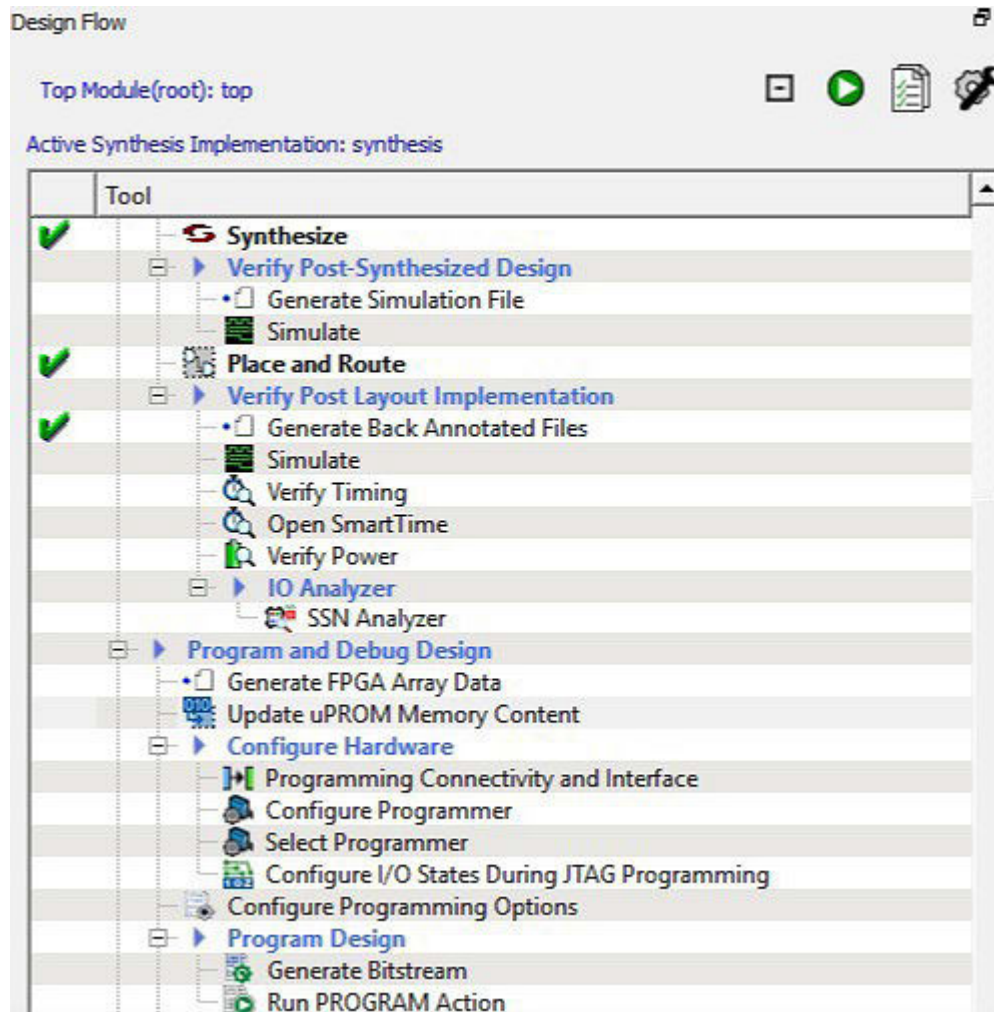 Design Flow
Top Module(root): top
Active Synthesis Implementation: synthesis
Tool
Synthesize
Verify Post-Synthesized Design
Generate Simulation File
Simulate
Place and Route
Verify Post Layout Implementation
Generate Back Annotated Files
Simulate
Verify Timing
Open SmartTime
Verify Power
IO Analyzer
SSN Analyzer
Program and Debug Design
Generate FPGA Array Data
Update uPROM Memory Content
Configure Hardware
Programming Connectivity and Interface
Configure Programmer
Select Programmer
Configure I/O States During JTAG Programming
Configure Programming Options
Program Design
Generate Bitstream
Run PROGRAM Action